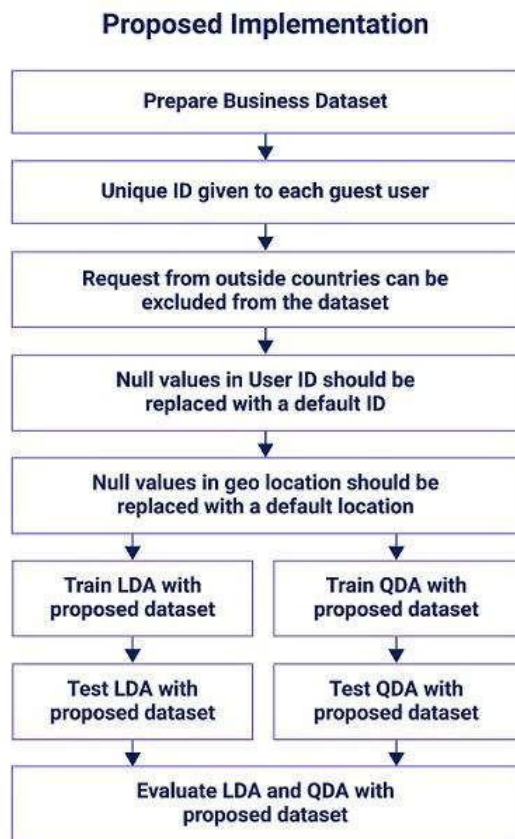 Proposed Implementation
Prepare Business Dataset
Unique ID given to each guest user
Request from outside countries can be
excluded from the dataset
Null values in User ID should be
replaced with a default ID
Null values in geo location should be
replaced with a default location
Train LDA with
proposed dataset
Train QDA with
proposed dataset
Test LDA with
proposed dataset
Test QDA with
proposed dataset
Evaluate LDA and QDA with
proposed dataset